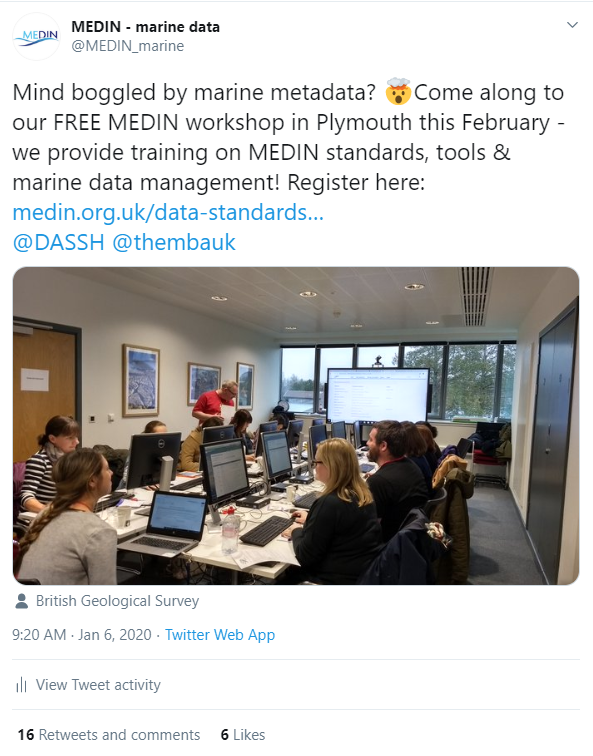 MEDIN
MEDIN - marine data
@MEDIN_marine
Mind boggled by marine metadata? 🤯Come along to
our FREE MEDIN workshop in Plymouth this February -
we provide training on MEDIN standards, tools &
marine data management! Register here:
medin.org.uk/data-standards...
@DASSH @thembauk
British Geological Survey
9:20 AM · Jan 6, 2020 · Twitter Web App
View Tweet activity
16 Retweets and comments 6 Likes